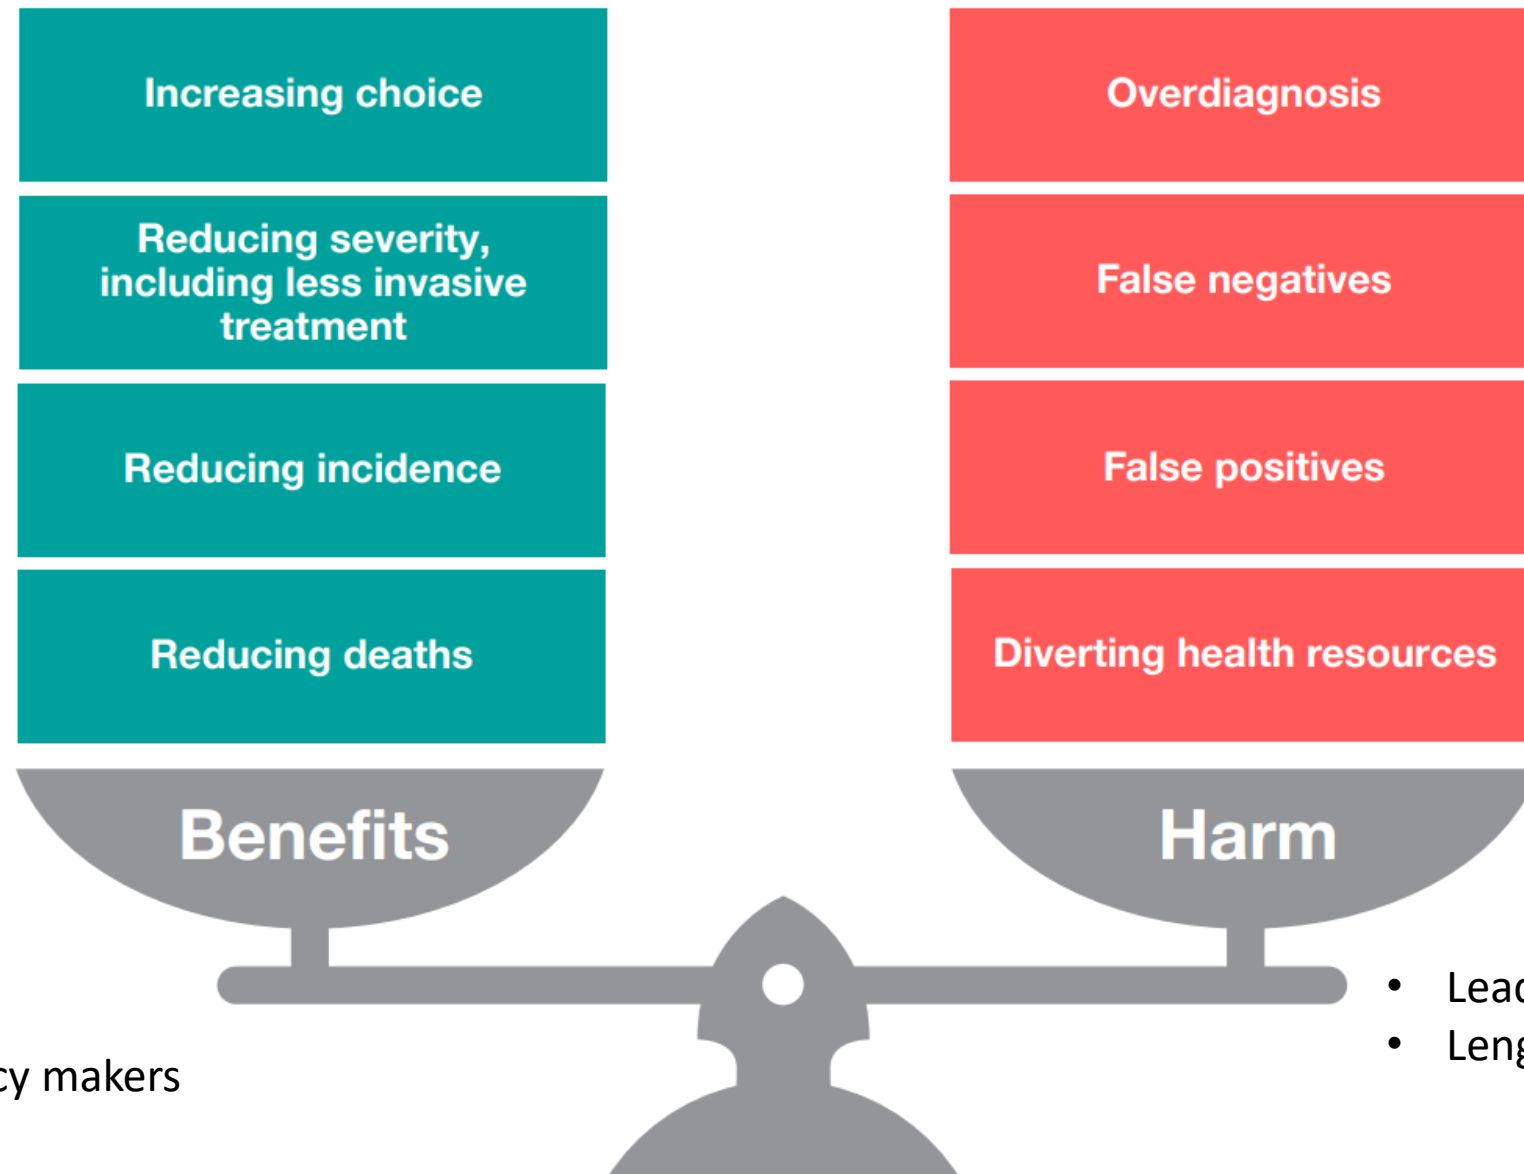 Increasing choice
Reducing severity,
including less invasive
treatment
Reducing incidence
Reducing deaths
Benefits
Overdiagnosis
False negatives
False positives
Diverting health resources
Harm
• 
• 
makers